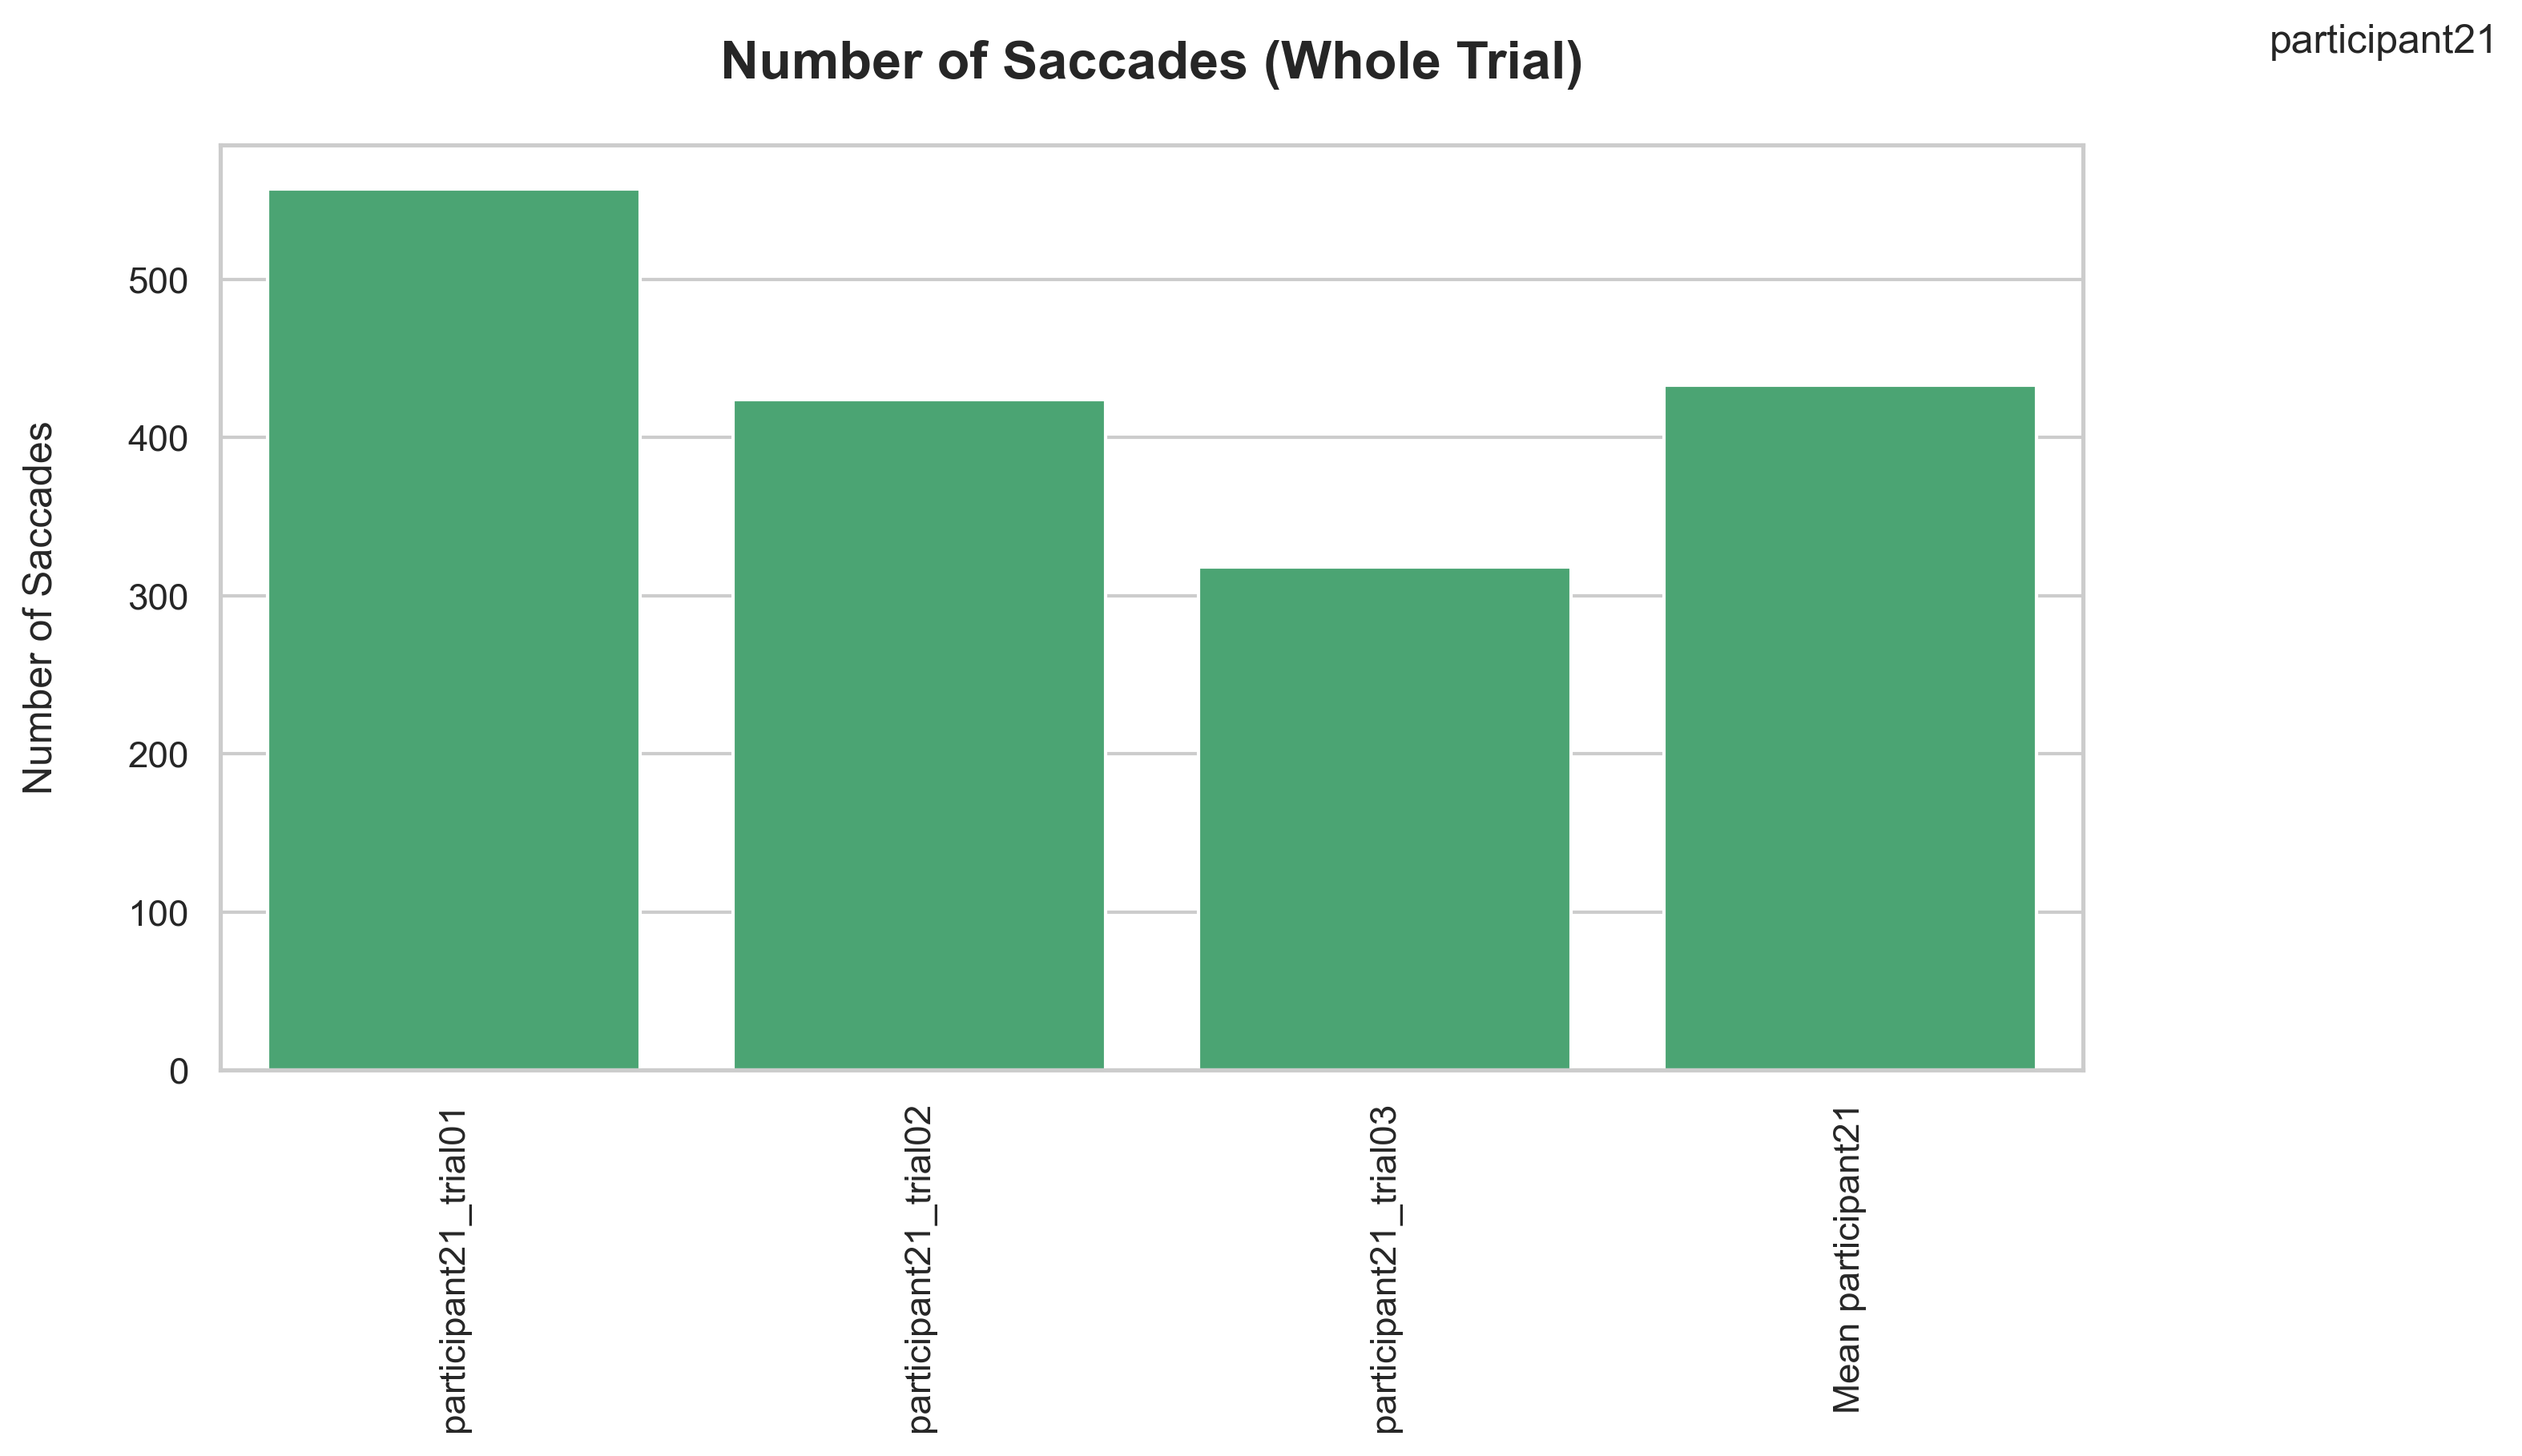 participant21
Number of Saccades (Whole Trial)
Number of Saccades
500
400
300
200
100
0
participant21_trial01
participant21_trial02
participant21_trial03
Mean participant21